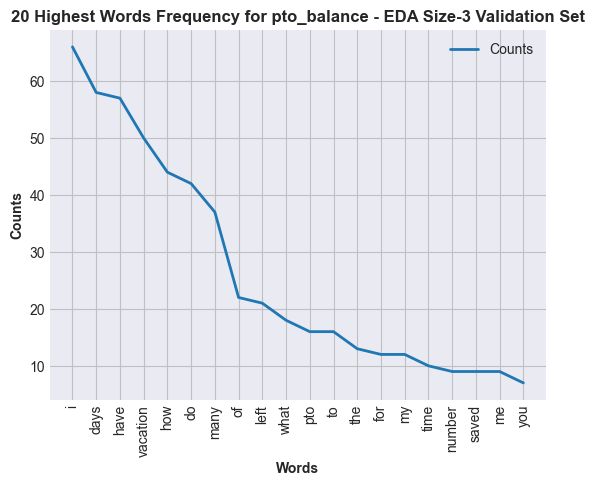 20 Highest Words Frequency for pto_balance - EDA Size-3 Validation Set
Counts
Counts
60
50
40
30
20
10
i
days
have
vacation
how
do
many
of
left
what
pto
to
the
for
my
time
number
saved
me
you
Words